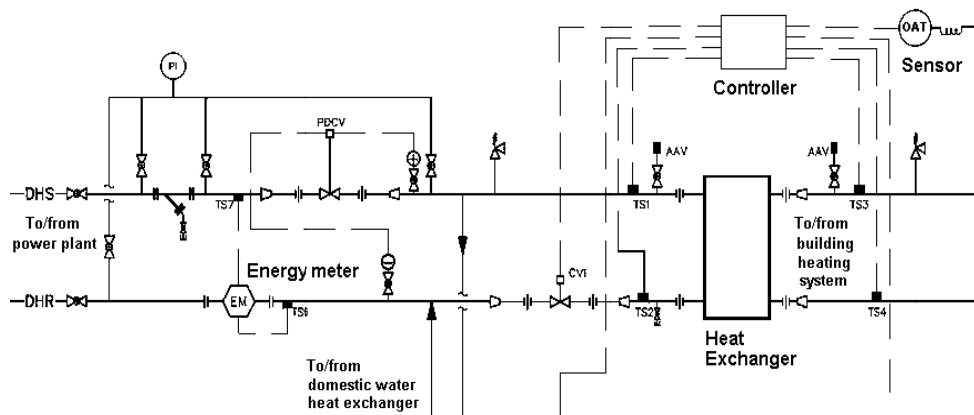 OAT
Sensor
Controller
PI
PDCV
AAV
AAV
DHS
TS7
TS1
TS3
To/from
power plant
To/from
building
heating
system
Energy meter
CV1
DHR
EM
TS6
TS2
TS4
Heat
Exchanger
To/from
domestic water
heat exchanger